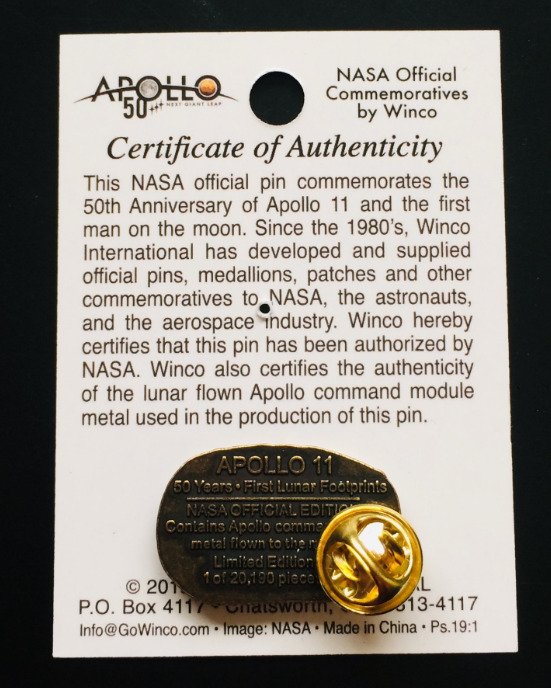 APOLLO
50
NEXT GIANT LEAP
NASA Official
Commemoratives
by Winco
Certificate of Authenticity
This NASA official pin commemorates the
50th Anniversary of Apollo 11 and the first
man on the moon. Since the 1980's, Winco
International has developed and supplied
official pins, medallions, patches and other
commemoratives to NASA, the astronauts,
and the aerospace industry. Winco hereby
certifies that this pin has been authorized by
NASA. Winco also certifies the authenticity
of the lunar flown Apollo command module
metal used in the production of this pin.
APOLLO 11
50 Years • First Lunar Footprints
NASA OFFICIAL
Contains Apollo
metal flown to the
Limited Edition
1 of 20,190
©
P.O. Box 4117 - Chatsworth,
Info@GoWinco.com • Image: NASA • Made in China • Ps.19:1